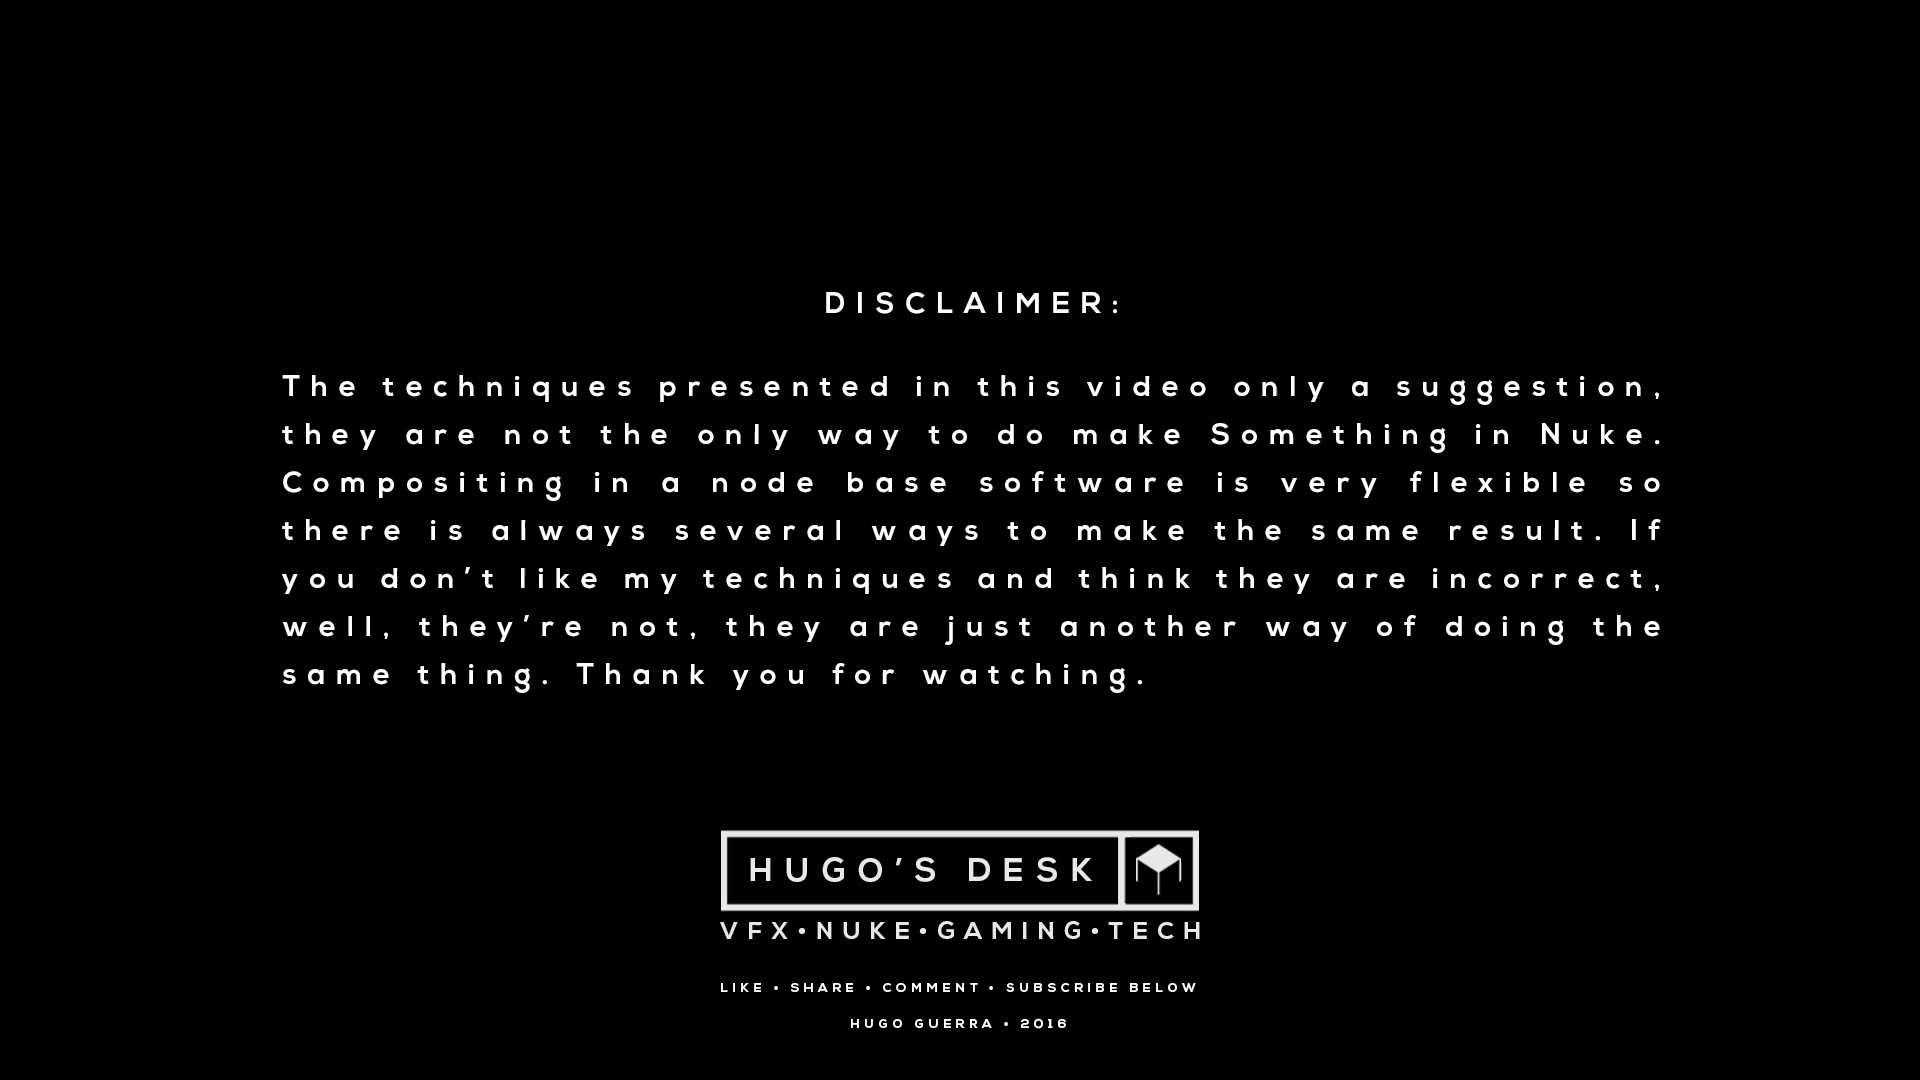 DISCLAIMER:
The techniques presented in this video only a suggestion,
they are not the only way to do make Something in Nuke.
Compositing in a node base software is very flexible so
there is always several ways to make the same result. If
you don’t like my techniques and think they are incorrect,
well, they’re not, they are just another way of doing the
same thing. Thank you for watching.
HUGO’S DESK
VFX•NUKE•GAMING•TECH
LIKE • SHARE • COMMENT • SUBSCRIBE BELOW
HUGO GUERRA • 2016